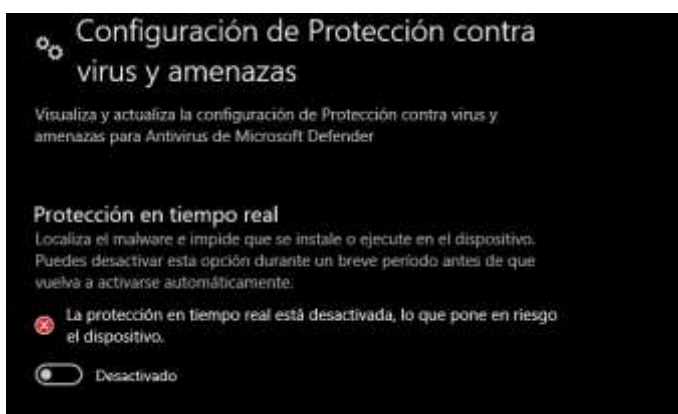 Configuración de Protección contra
virus y amenazas
Visualiza y actualiza la configuración de Protección contra virus y
amenazas para Antivirus de Microsoft Defender
Protección en tiempo real
Localiza el malware e impide que se instale o ejecute en el dispositivo.
Puedes desactivar esta opción durante un breve período antes de que
vuelva a activarse automáticamente.
La protección en tiempo real está desactivada, lo que pone en riesgo
el dispositivo.
Desactivado